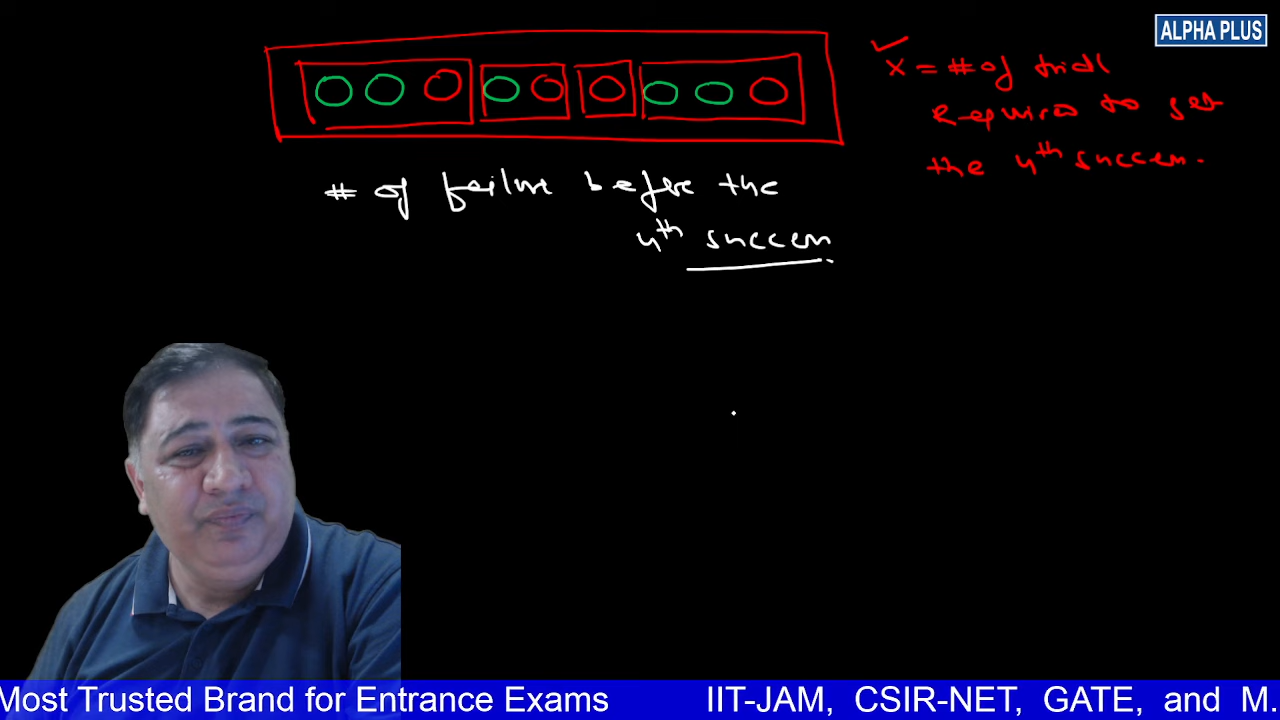 ALPHA PLUS
X = # of trial
required to get
the 4th success.
# of failure before the
4th success
Most Trusted Brand for Entrance Exams IIT-JAM, CSIR-NET, GATE, and M.